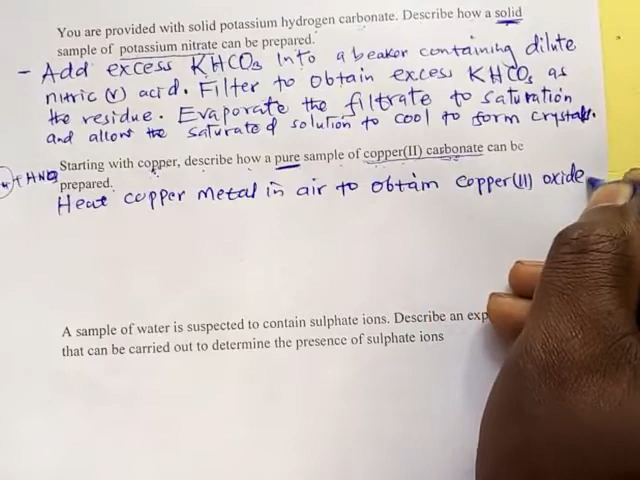 You are provided with solid potassium hydrogen carbonate. Describe how a solid
sample of potassium nitrate can be prepared.
- Add excess KHCO3 into a beaker containing dilute
nitric (V) acid. Filter to obtain excess KHCO3 as
the residue. Evaporate the filtrate to saturation
and allow the saturated solution to cool to form crystals.
Starting with copper, describe how a pure sample of copper(II) carbonate can be
prepared.
Heat copper metal in air to obtain copper(II) oxide
A sample of water is suspected to contain sulphate ions. Describe an exp
that can be carried out to determine the presence of sulphate ions